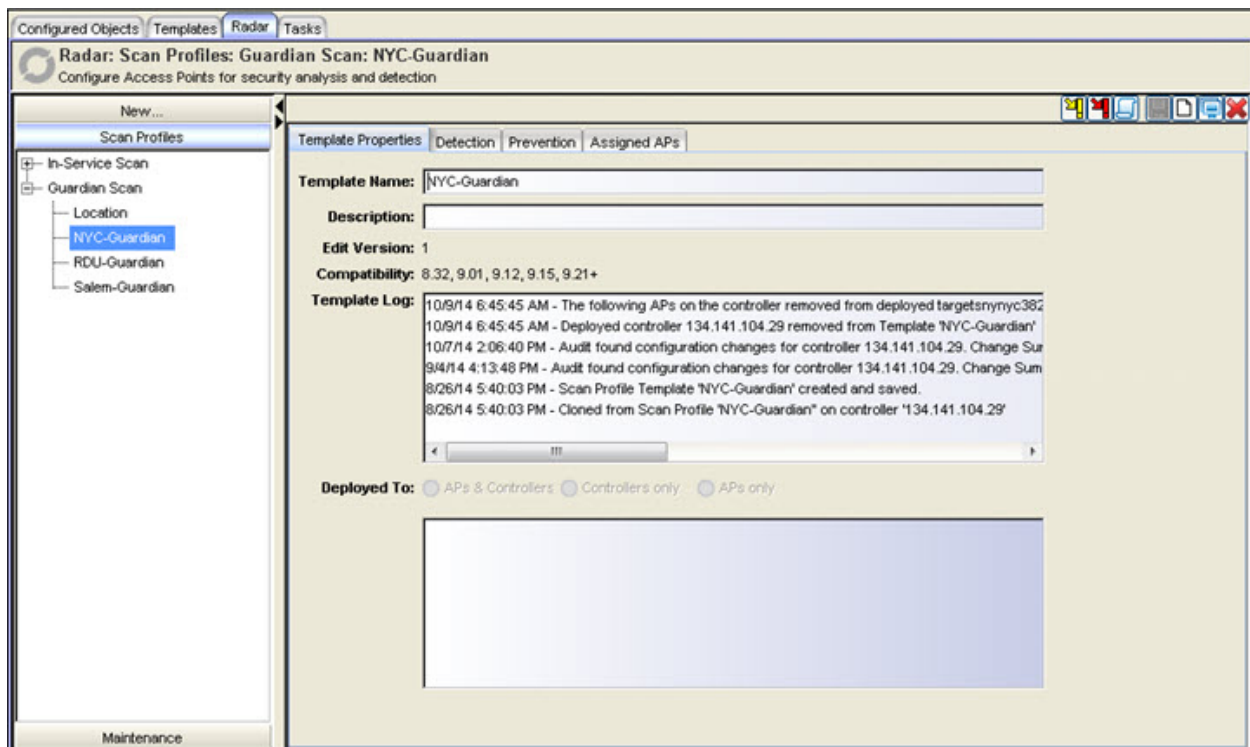 Configured Objects Templates Radar Tasks
Radar: Scan Profiles: Guardian Scan: NYC-Guardian
Configure Access Points for security analysis and detection
New...
Scan Profiles
In-Service Scan
Guardian Scan
Location
NYC-Guardian
RDU-Guardian
Salem-Guardian
Maintenance
Template Properties Detection Prevention Assigned APs
Template Name: NYC-Guardian
Description:
Edit Version: 1
Compatibility: 8.32, 9.01, 9.12, 9.15, 9.21+
Template Log:
10/9/14 6:45:45 AM - The following APs on the controller removed from deployed targetsnynyc382
10/9/14 6:45:45 AM - Deployed controller 134.141.104.29 removed from Template 'NYC-Guardian'
10/7/14 2:06:40 PM - Audit found configuration changes for controller 134.141.104.29. Change Sur
9/4/14 4:13:48 PM - Audit found configuration changes for controller 134.141.104.29. Change Sum
8/26/14 5:40:03 PM - Scan Profile Template 'NYC-Guardian' created and saved.
8/26/14 5:40:03 PM - Cloned from Scan Profile 'NYC-Guardian" on controller '134.141.104.29'
Deployed To: APs & Controllers Controllers only APs only